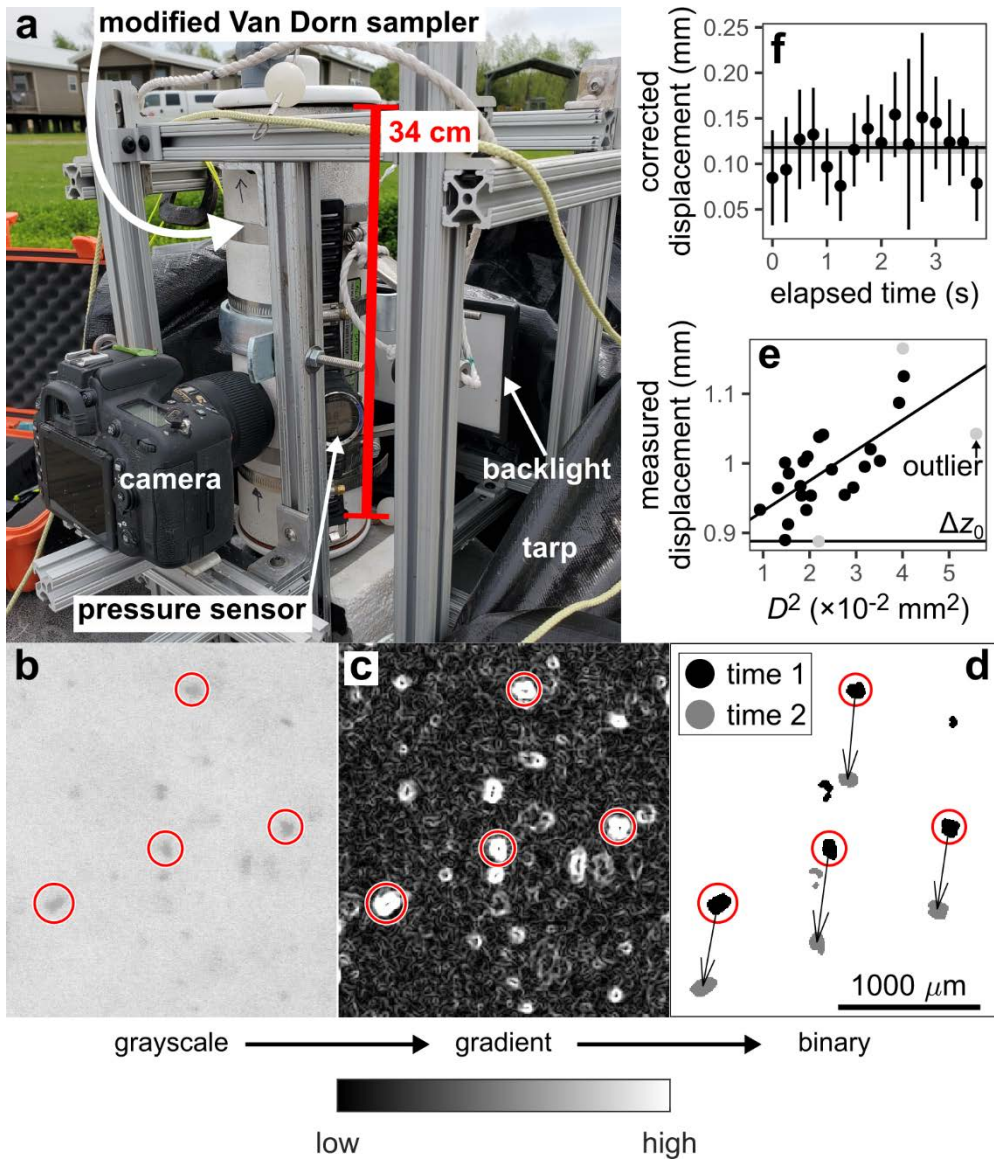 a
modified Van Dorn sampler
34 cm
camera
backlight
tarp
pressure sensor
f
corrected
displacement (mm)
0.25
0.20
0.15
0.10
0.05
0
1
2
3
elapsed time (s)
e
measured
displacement (mm)
1.1
1
0.9
outlier
Δz₀
1
2
3
4
5
D² (×10⁻² mm²)
b
c
d
time 1
time 2
1000 μm
grayscale
gradient
binary
low
high